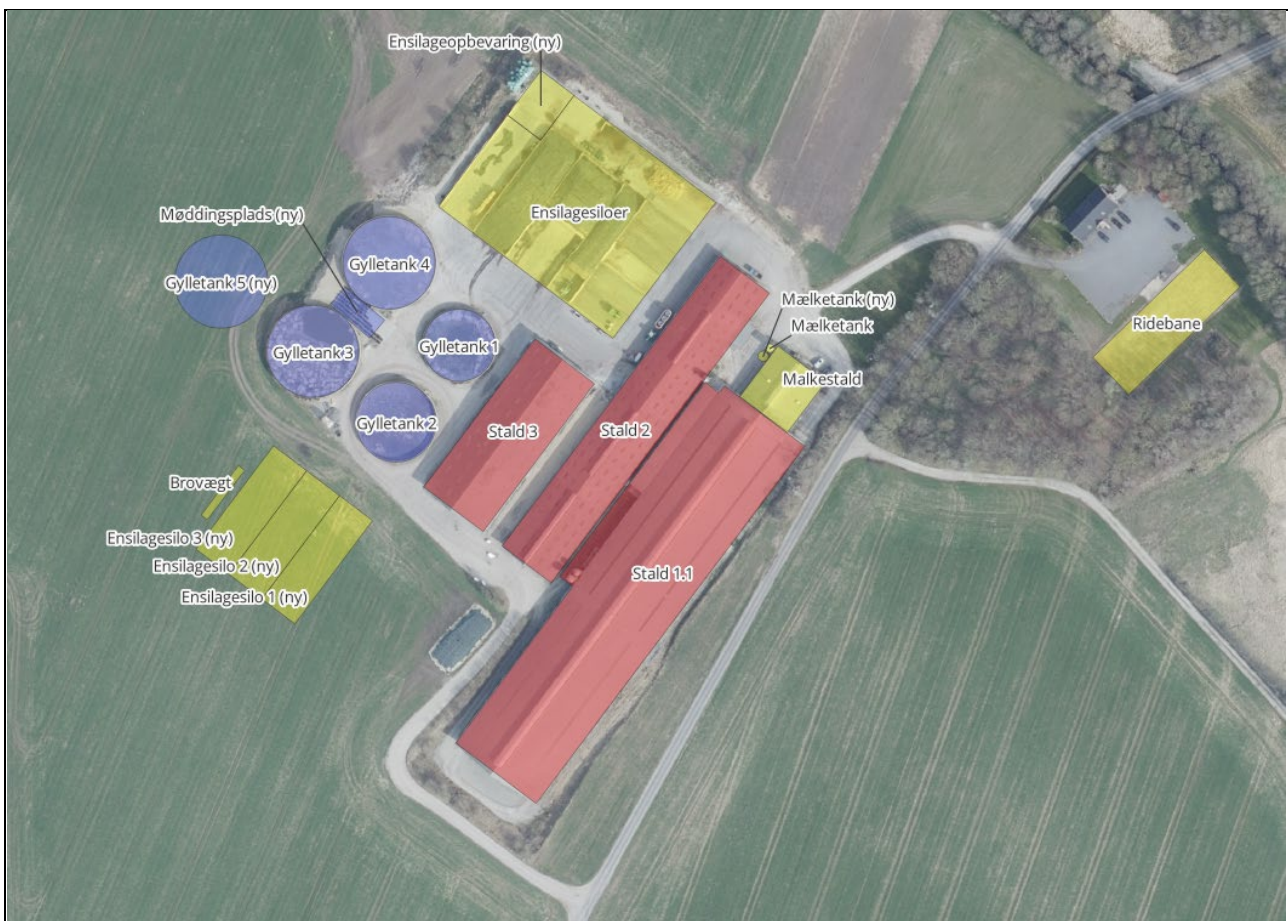 Ensilageopbevaring (ny)
Møddingsplads (ny)
Ensilagesiloer
Gylletank 4
Gylletank 5 (ny)
Mælketank (ny)
Mælketank
Ridebane
Gylletank 1
Gylletank 3
Malkestald
Gylletank 2
Stald 3
Stald 2
Brovægt
Ensilagesilo 3 (ny)
Ensilagesilo 2 (ny)
Stald 1.1
Ensilagesilo 1 (ny)